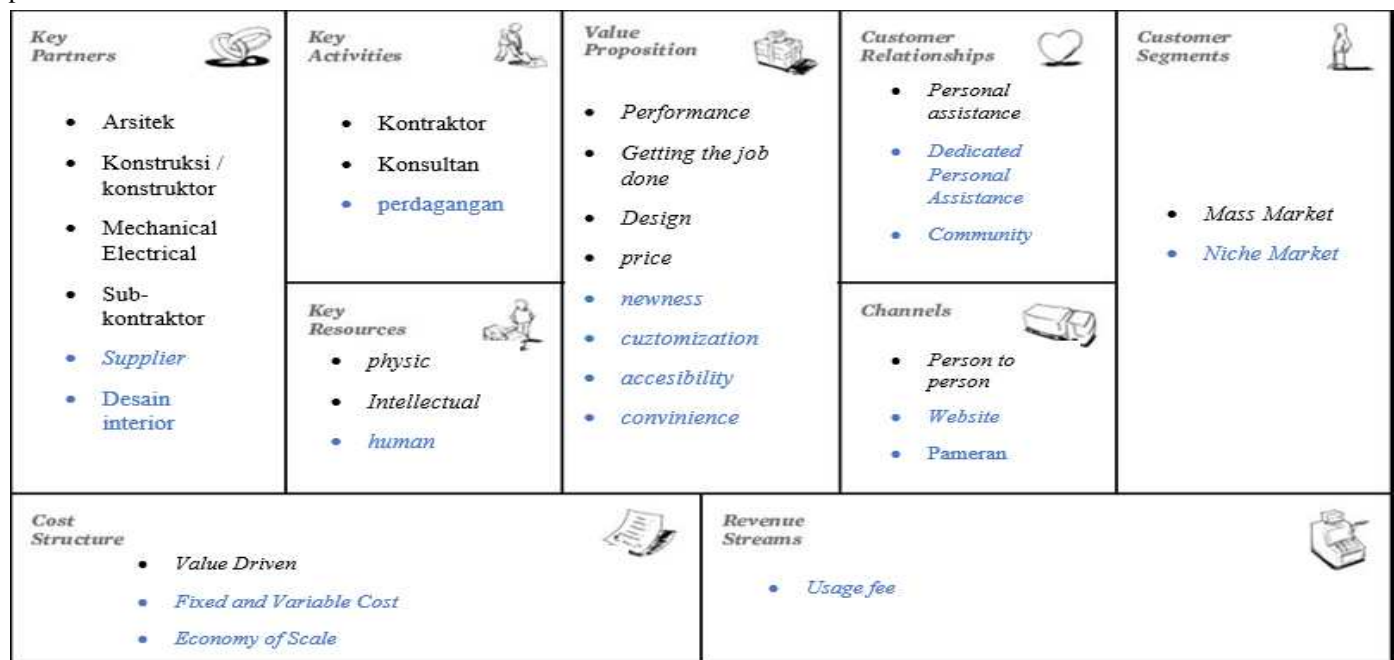 Key
Partners
• Arsitek
• Konstruksi /
konstruktor
• Mechanical
Electrical
• Sub-
kontraktor
• Supplier
• Desain
interior
Key
Activities
• Kontraktor
• Konsultan
• perdagangan
Key
Resources
• physic
• Intellectual
• human
Value
Proposition
• Performance
• Getting the job
done
• Design
• price
• newness
• cuztomization
• accesibility
• convinience
Customer
Relationships
• Personal
assistance
• Dedicated
Personal
Assistance
• Community
Channels
• Person to
person
• Website
• Pameran
Customer
Segments
• Mass Market
• Niche Market
Cost
Structure
• Value Driven
• Fixed and Variable Cost
• Economy of Scale
Revenue
Streams
• Usage fee